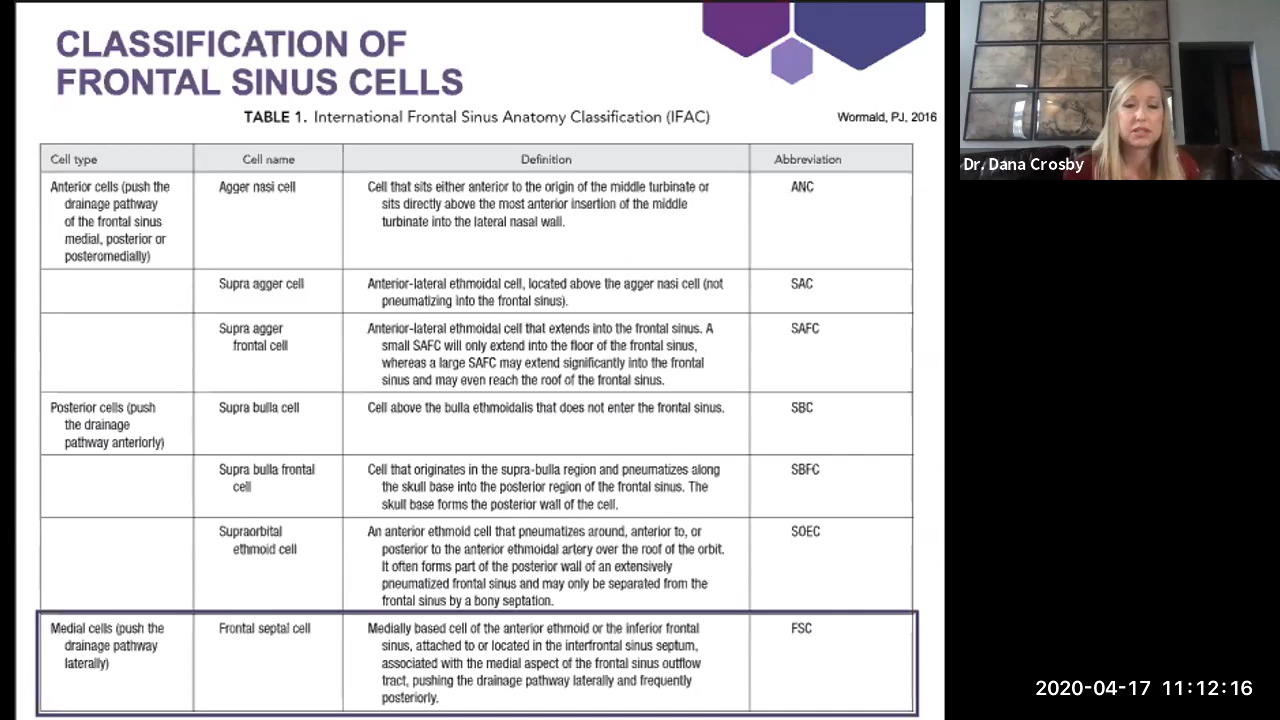 CLASSIFICATION OF
FRONTAL SINUS CELLS
TABLE 1. International Frontal Sinus Anatomy Classification (IFAC)
Wormald, PJ, 2016
Cell type
Cell name
Definition
Abbreviation
Anterior cells (push the
drainage pathway
of the frontal sinus
medial, posterior or
posteromedially)
Agger nasi cell
Cell that sits either anterior to the origin of the middle turbinate or
sits directly above the most anterior insertion of the middle
turbinate into the lateral nasal wall.
ANC
Supra agger cell
Anterior-lateral ethmoidal cell, located above the agger nasi cell (not
pneumatizing into the frontal sinus).
SAC
Supra agger
frontal cell
Anterior-lateral ethmoidal cell that extends into the frontal sinus. A
small SAFC will only extend into the floor of the frontal sinus,
whereas a large SAFC may extend significantly into the frontal
sinus and may even reach the roof of the frontal sinus.
SAFC
Posterior cells (push
the drainage
pathway anteriorly)
Supra bulla cell
Cell above the bulla ethmoidalis that does not enter the frontal sinus.
SBC
Supra bulla frontal
cell
Cell that originates in the supra-bulla region and pneumatizes along
the skull base into the posterior region of the frontal sinus. The
skull base forms the posterior wall of the cell.
SBFC
Supraorbital
ethmoid cell
An anterior ethmoid cell that pneumatizes around, anterior to, or
posterior to the anterior ethmoidal artery over the roof of the orbit.
It often forms part of the posterior wall of an extensively
pneumatized frontal sinus and may only be separated from the
frontal sinus by a bony septation.
SOEC
Medial cells (push the
drainage pathway
laterally)
Frontal septal cell
Medially based cell of the anterior ethmoid or the inferior frontal
sinus, attached to or located in the interfrontal sinus septum,
associated with the medial aspect of the frontal sinus outflow
tract, pushing the drainage pathway laterally and frequently
posteriorly.
FSC
Dr. Dana Crosby
2020-04-17 11:12:16